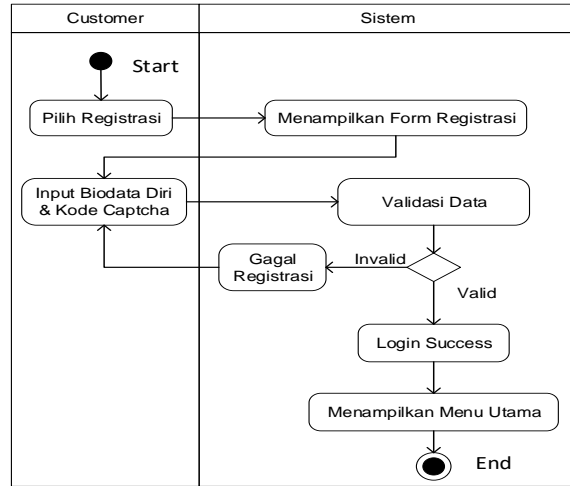 Customer
Sistem
Start
Pilih Registrasi
Menampilkan Form Registrasi
Input Biodata Diri
& Kode Captcha
Validasi Data
Gagal
Registrasi
Invalid
Valid
Login Success
Menampilkan Menu Utama
End